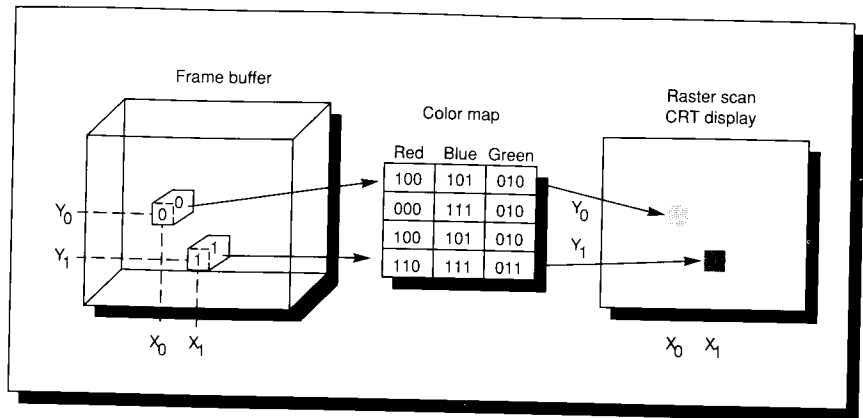 Frame buffer
Color map
Raster scan
CRT display
Red Blue Green
100 101 010
000 111 010
100 101 010
110 111 011
Y0
0 0
Y1
1 1
X0 X1
Y0
Y1
X0 X1